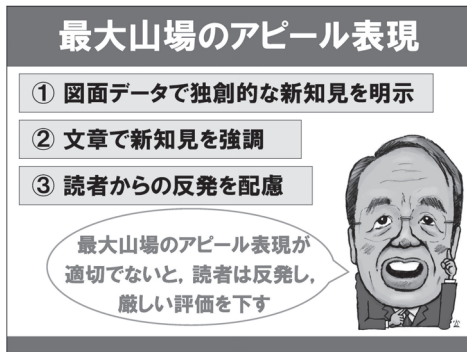 最大山場のアピール表現
① 図面データで独創的な新知見を明示
② 文章で新知見を強調
③ 読者からの反発を配慮
最大山場のアピール表現が
適切でないと，読者は反発し，
厳しい評価を下す